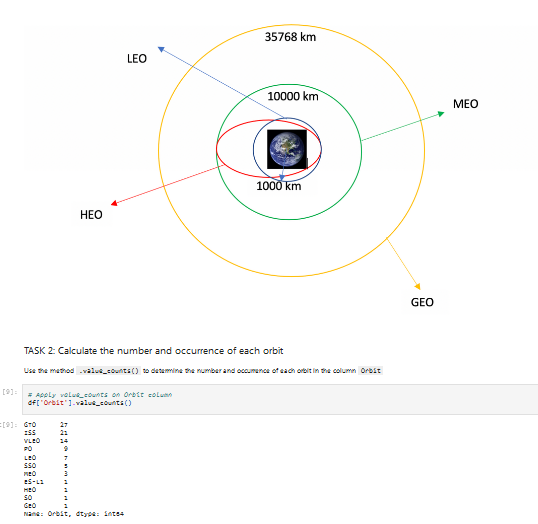 35768 km
LEO
10000 km
MEO
1000 km
HEO
GEO
TASK 2: Calculate the number and occurrence of each orbit
Use the method .value_counts() to determine the number and occurrence of each orbit in the column Orbit
[9]: # Apply value_counts on Orbit column
df['Orbit'].value_counts()
[9]: GTO 27
ISS 21
VLEO 14
PO 9
LEO 7
SSO 5
MEO 3
ES-L1 1
HEO 1
SO 1
GEO 1
Name: Orbit, dtype: int64